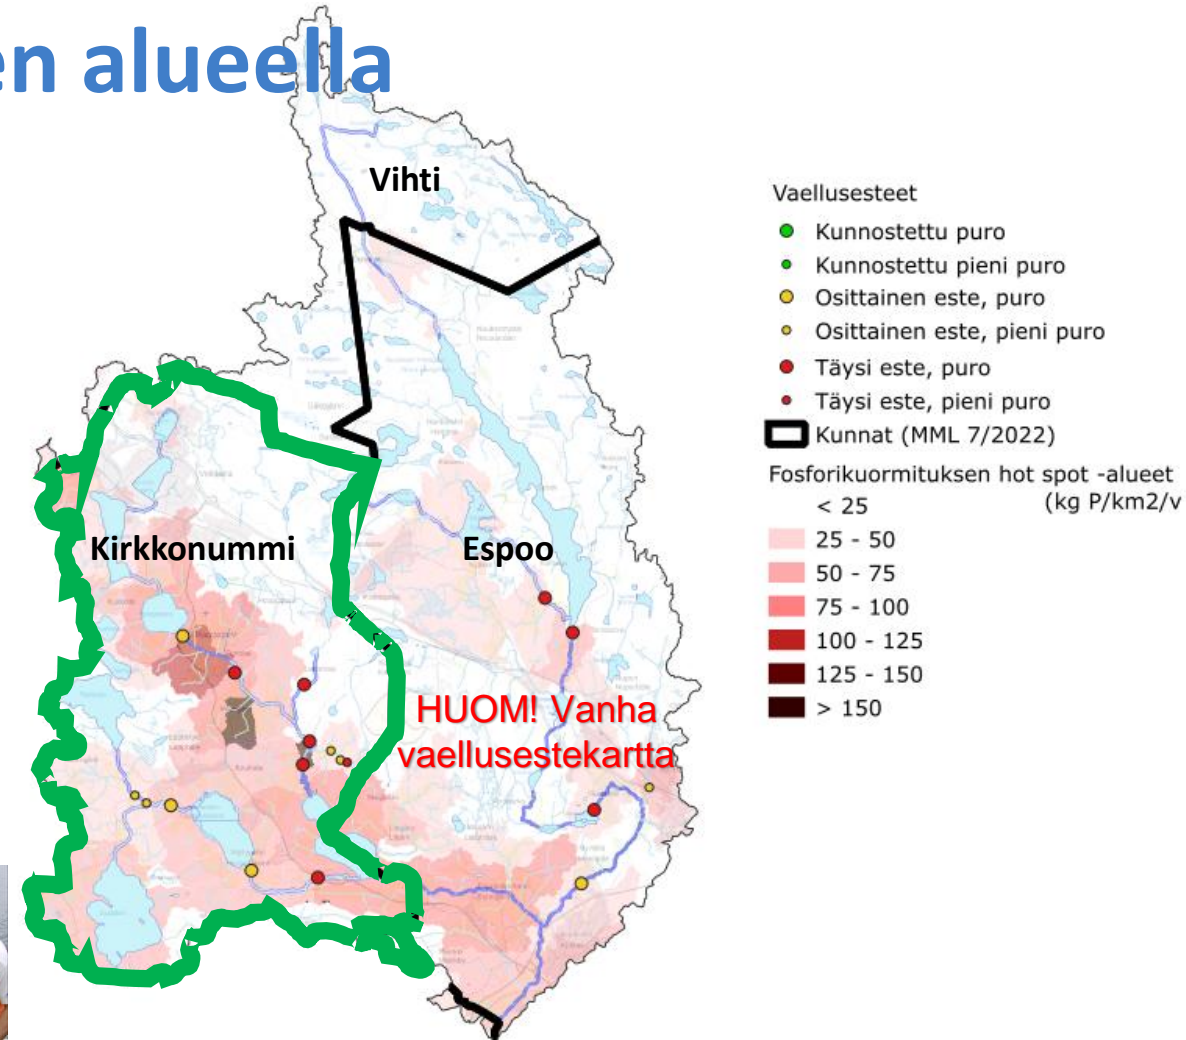 en alueella
Vihti
Kirkkonummi
Espoo
HUOM! Vanha
vaellusestekartta
Vaellusesteet
Kunnostettu puro
Kunnostettu pieni puro
Osittainen este, puro
Osittainen este, pieni puro
Täysi este, puro
Täysi este, pieni puro
Kunnat (MML 7/2022)
Fosforikuormituksen hot spot -alueet
(kg P/km2/v
< 25
25 - 50
50 - 75
75 - 100
100 - 125
125 - 150
> 150